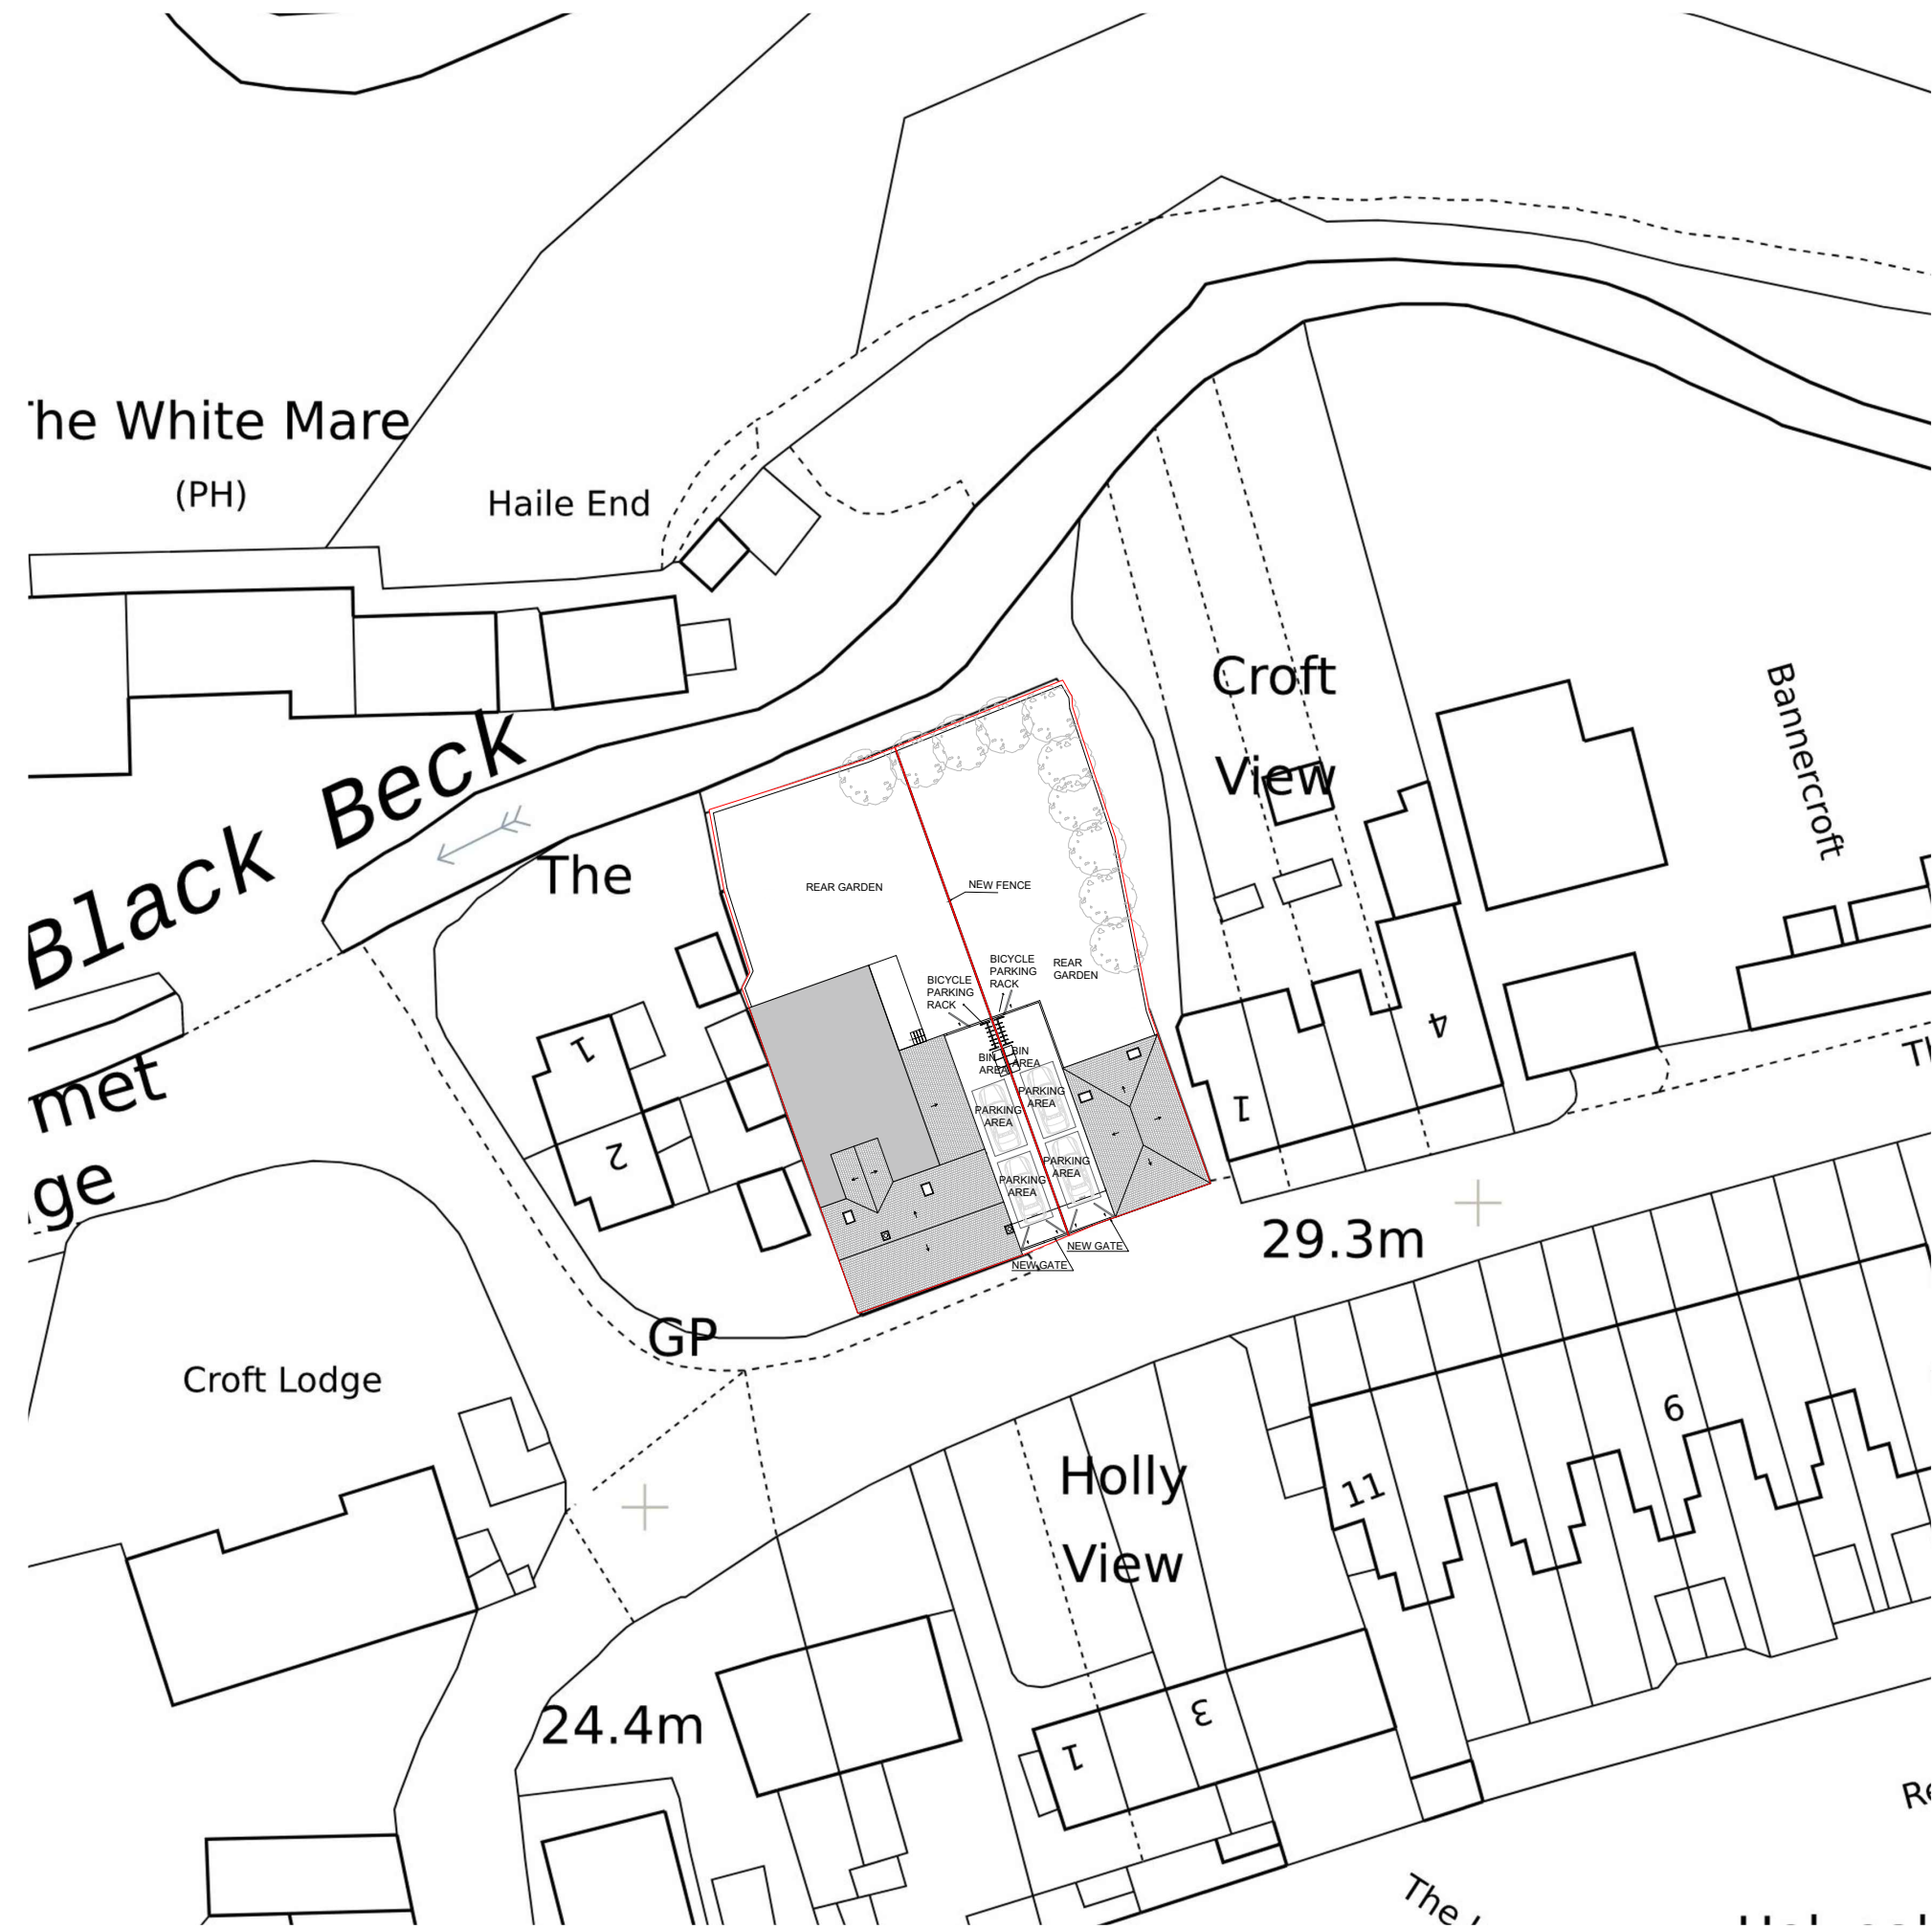 he White Mare
(PH)
Haile End
Croft
View
Bannercroft
Black Beck
The
REAR GARDEN
NEW FENCE
BICYCLE
PARKING
RACK
BICYCLE
PARKING
RACK
REAR
GARDEN
BIN
AREA
BIN
AREA
PARKING
AREA
PARKING
AREA
PARKING
AREA
PARKING
AREA
NEW GATE
NEW GATE
1
2
1
4
met
ge
29.3m
GP
Croft Lodge
Holly
View
11
6
24.4m
1
3
The